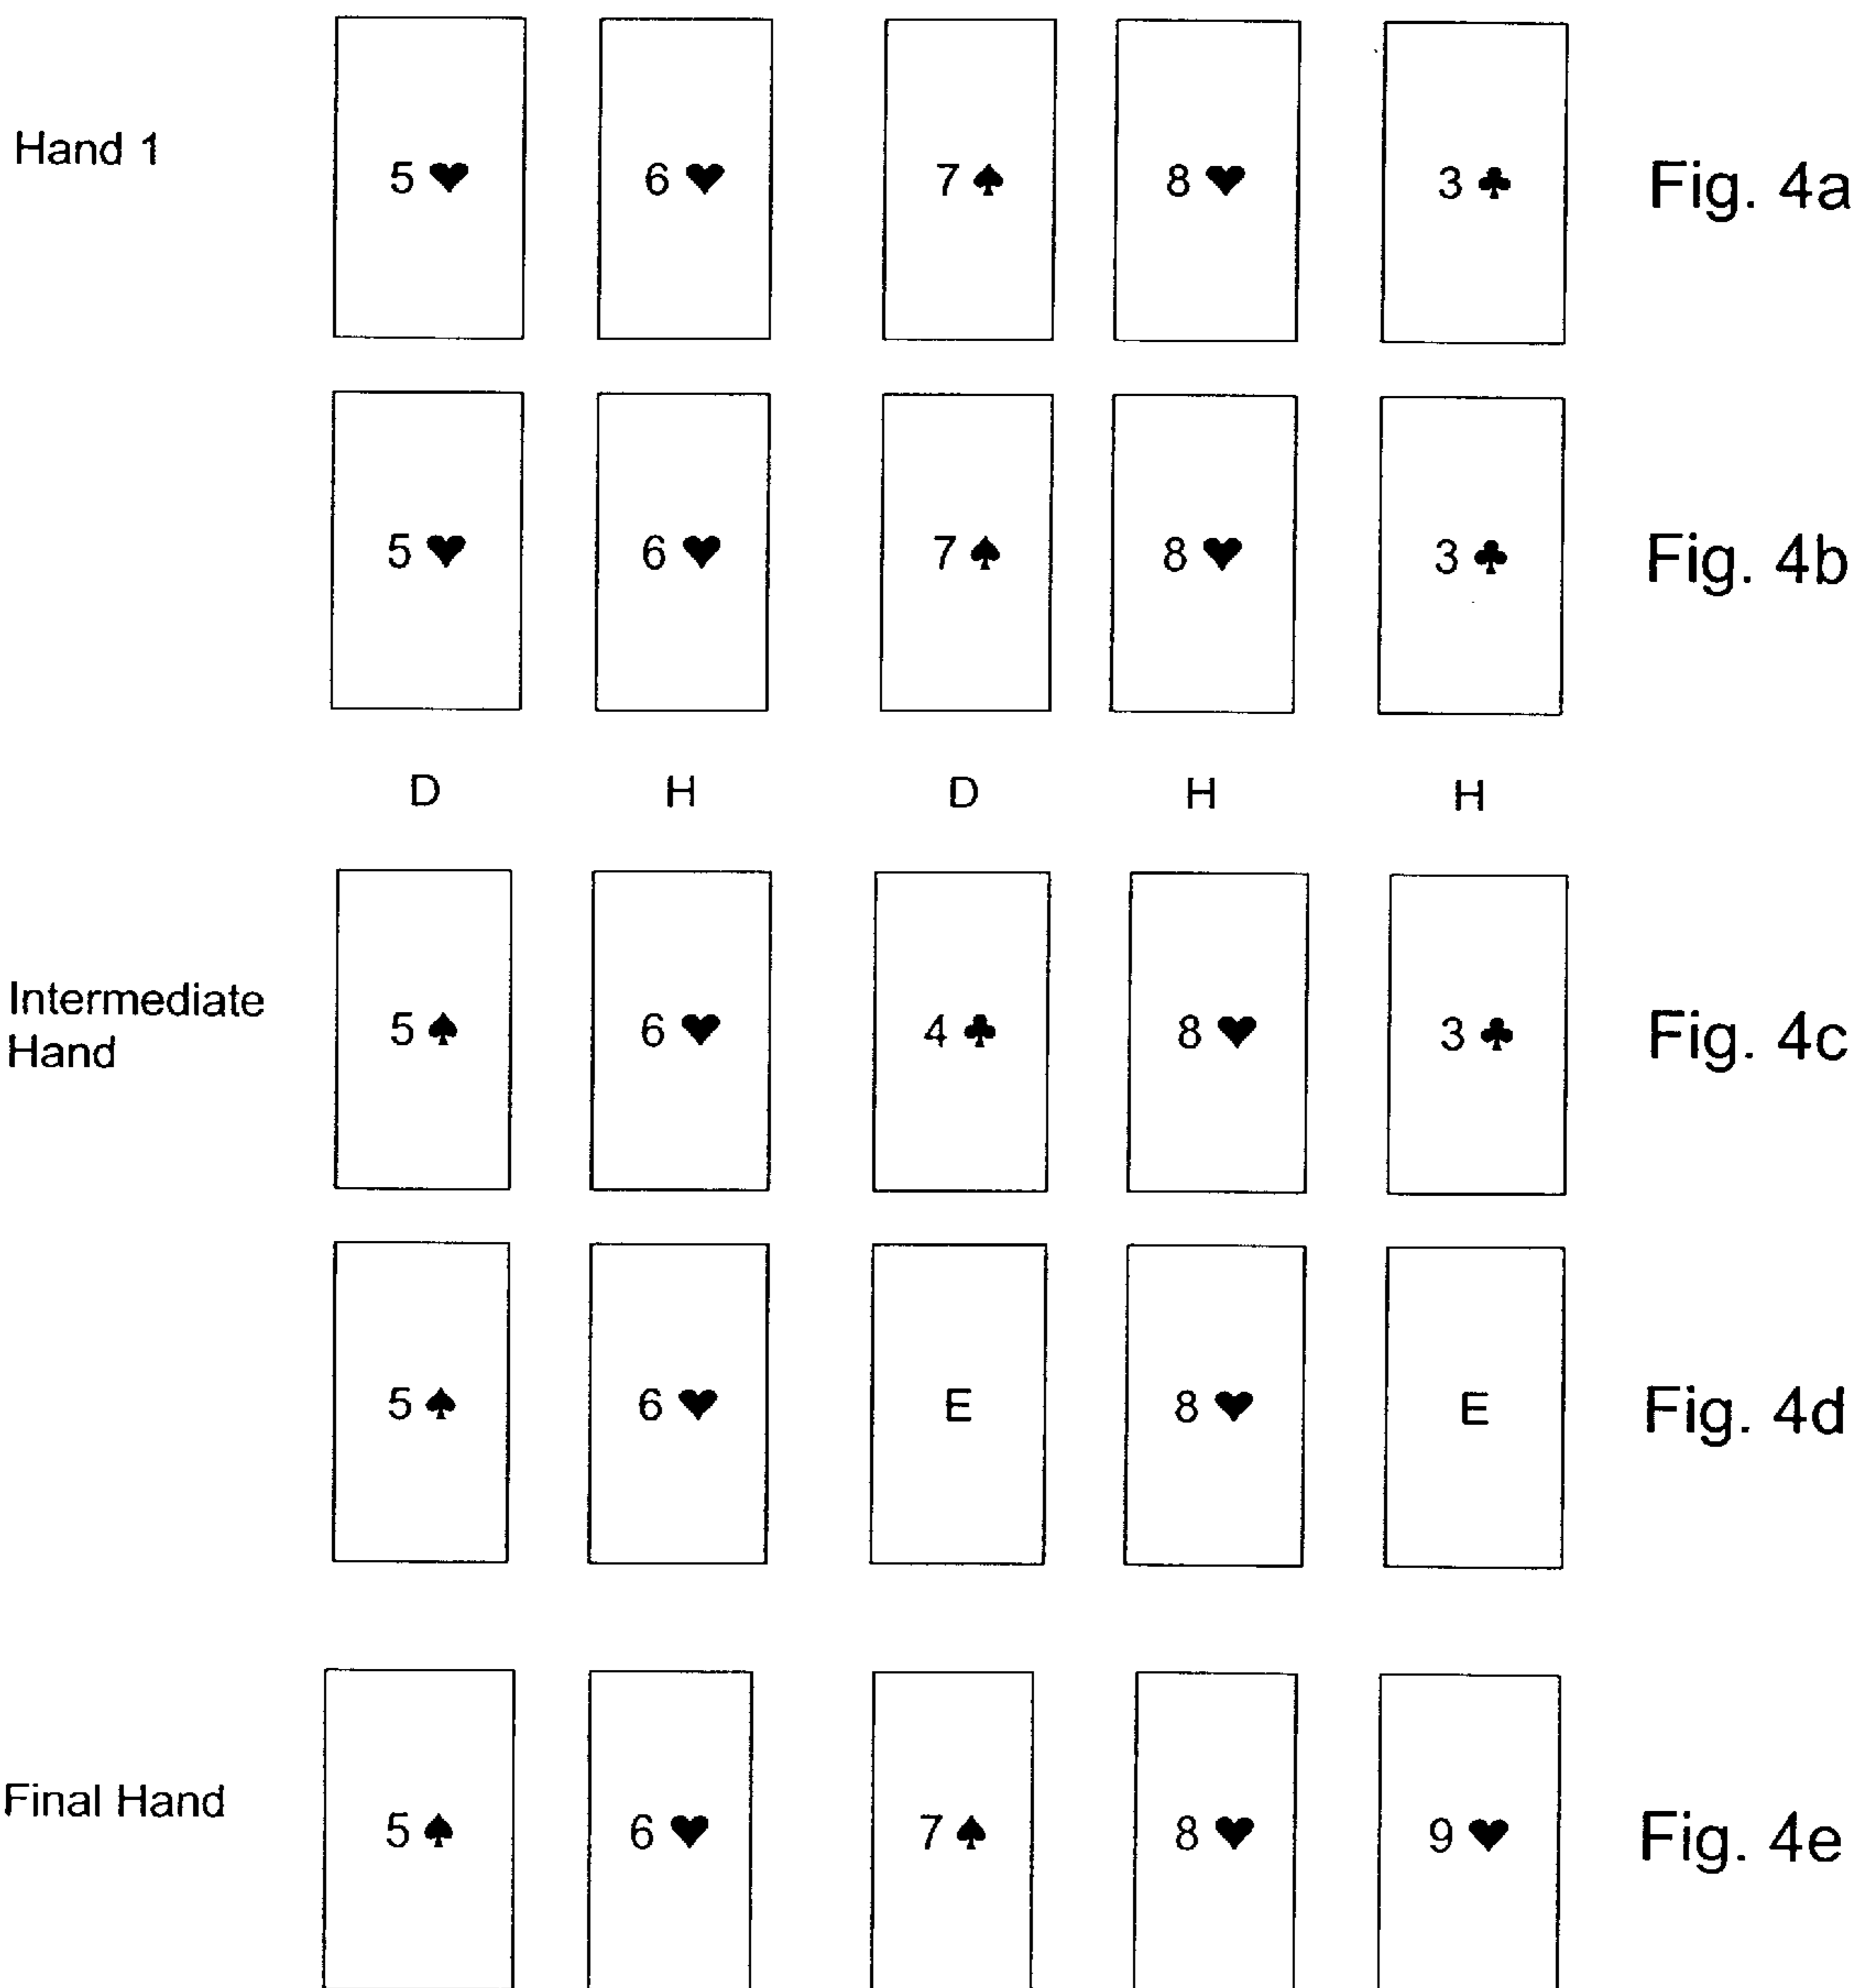 Hand 1 5 ♥ 6 ♥ 7 ♠ 8 ♥ 3 ♣ Fig. 4a
5 ♥ 6 ♥ 7 ♠ 8 ♥ 3 ♣ Fig. 4b
D H D H H
Intermediate
Hand 5 ♠ 6 ♥ 4 ♣ 8 ♥ 3 ♣ Fig. 4c
5 ♠ 6 ♥ E 8 ♥ E Fig. 4d
Final Hand 5 ♠ 6 ♥ 7 ♠ 8 ♥ 9 ♥ Fig. 4e